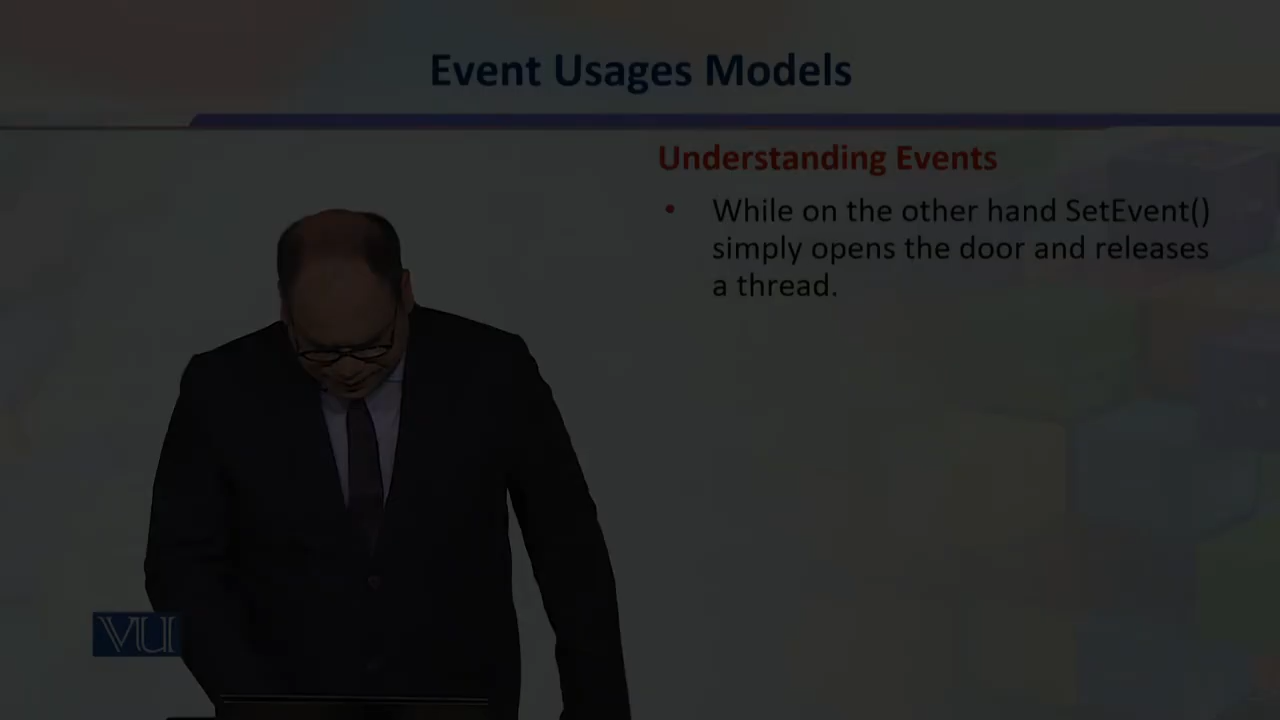 Event Usages Models
Understanding Events
• While on the other hand SetEvent()
simply opens the door and releases
a thread.
VU